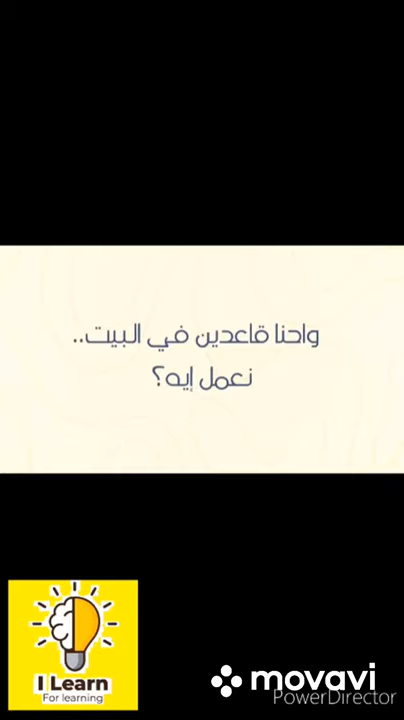 واحنا قاعدين في البيت..
نعمل إيه؟
I Learn
For learning
movavi
PowerDirector